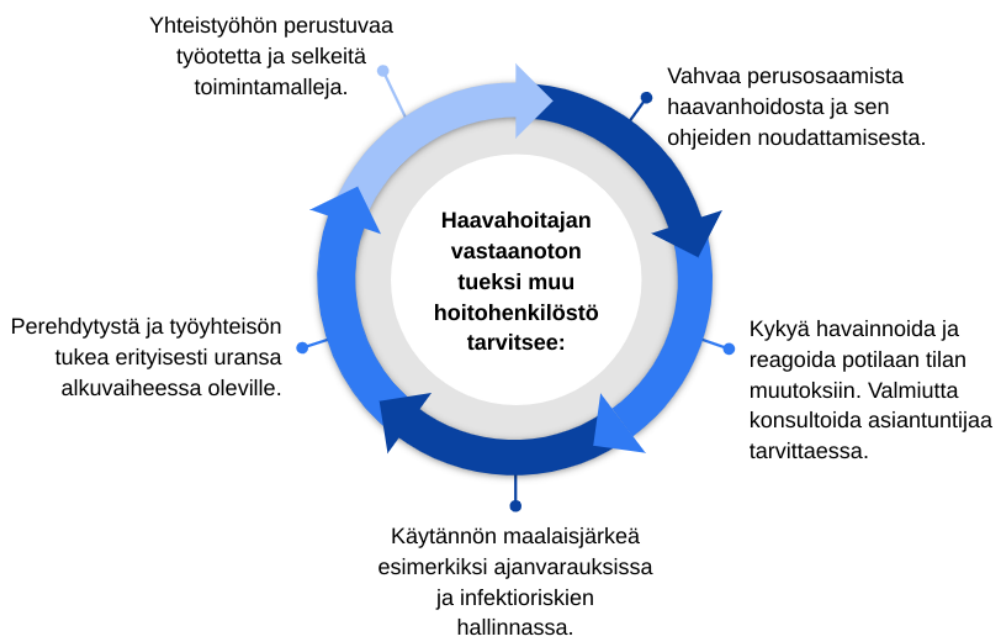 Yhteistyöhön perustuvaa
työotetta ja selkeitä
toimintamalleja.
Vahvaa perusosaamista
haavanhoidosta ja sen
ohjeiden noudattamisesta.
Haavahoitajan
vastaanoton
tueksi muu
hoitohenkilöstö
tarvitsee:
Kykyä havainnoida ja
reagoida potilaan tilan
muutoksiin. Valmiutta
konsultoida asiantuntijaa
tarvittaessa.
Käytännön maalaisjärkeä
esimerkiksi ajanvarauksissa
ja infektioriskien
hallinnassa.
Perehdytystä ja työyhteisön
tukea erityisesti uransa
alkuvaiheessa oleville.